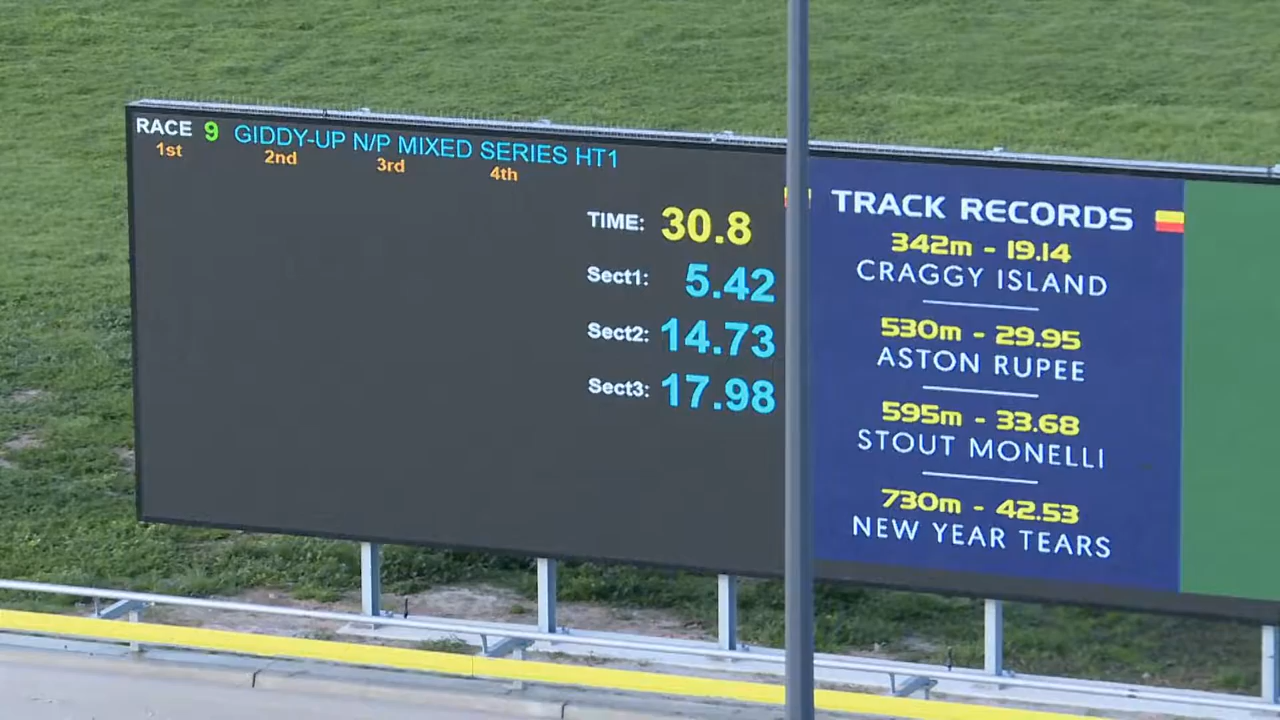 RACE 9 GIDDY-UP N/P MIXED SERIES HT1
1st 2nd 3rd 4th
TIME: 30.8
Sect1: 5.42
Sect2: 14.73
Sect3: 17.98
TRACK RECORDS
342m - 19.14
CRAGGY ISLAND
530m - 29.95
ASTON RUPEE
595m - 33.68
STOUT MONELLI
730m - 42.53
NEW YEAR TEARS